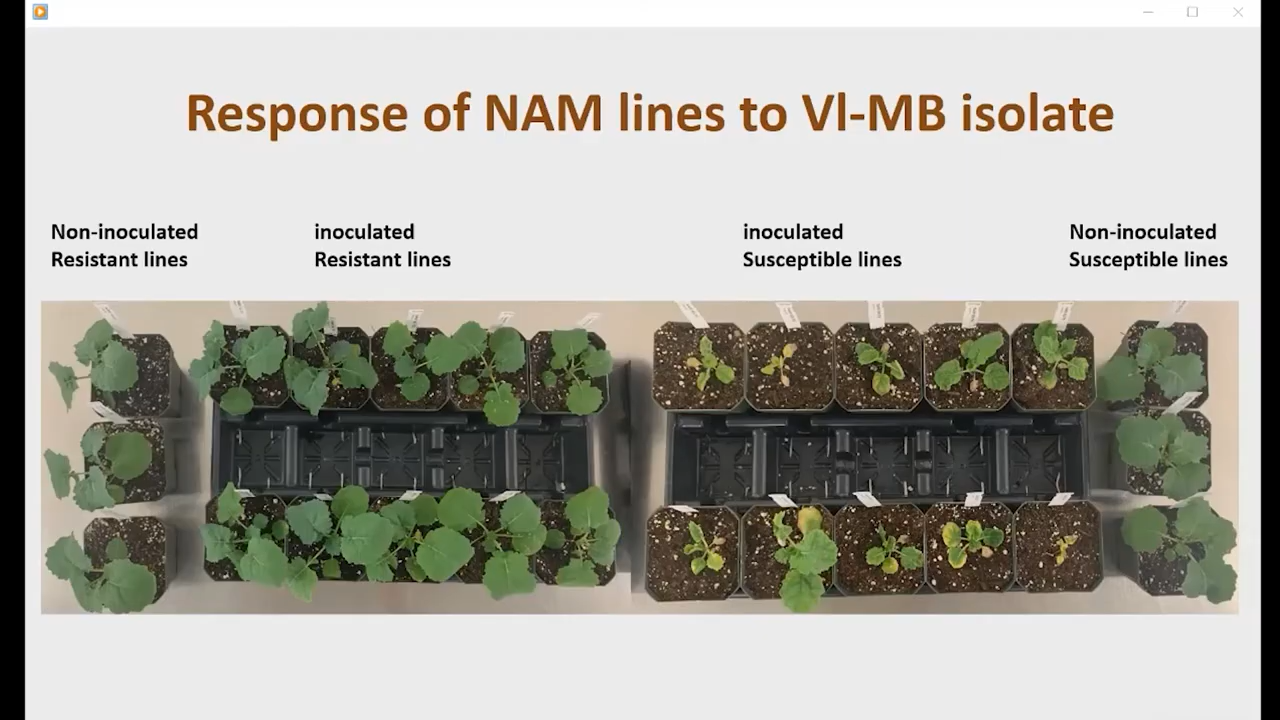 Response of NAM lines to Vl-MB isolate
Non-inoculated
Resistant lines
inoculated
Resistant lines
inoculated
Susceptible lines
Non-inoculated
Susceptible lines